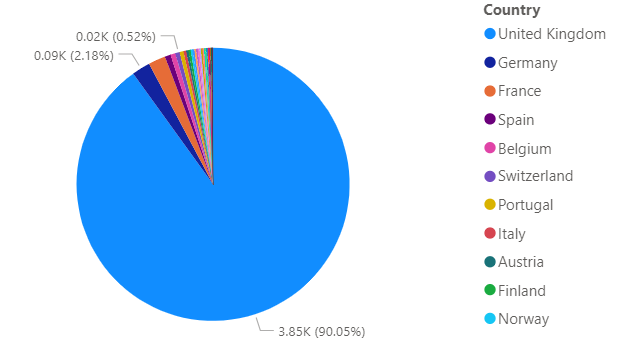 Country
United Kingdom
Germany
France
Spain
Belgium
Switzerland
Portugal
Italy
Austria
Finland
Norway
0.02K (0.52%)
0.09K (2.18%)
3.85K (90.05%)